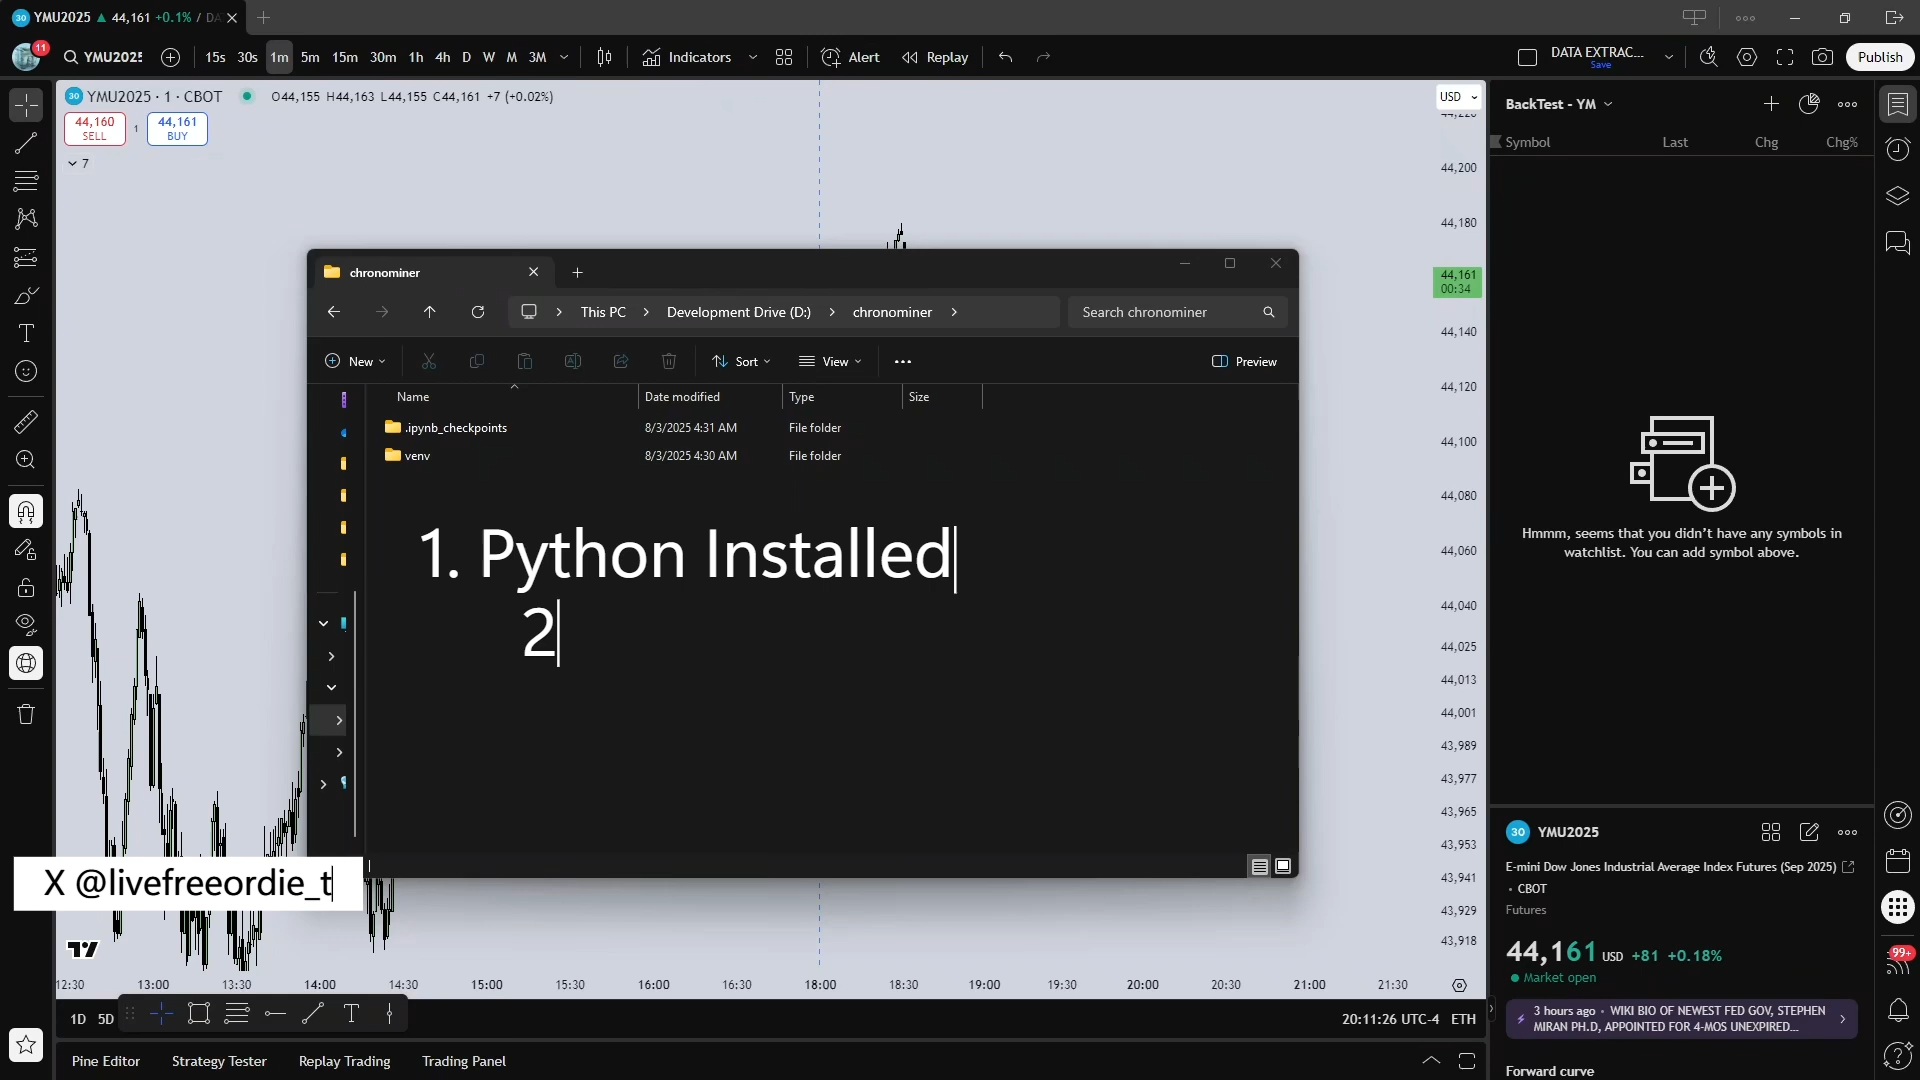 30 YMU2025 ▲ 44,161 +0.1% / DA
11 YMU2025 15s 30s 1m 5m 15m 30m 1h 4h D W M 3M Indicators Alert Replay DATA EXTRAC... Save Publish
30 YMU2025 · 1 · CBOT O44,155 H44,163 L44,155 C44,161 +7 (+0.02%)
USD
44,160 SELL 1 44,161 BUY
7
BackTest - YM
Symbol Last Chg Chg%
44,220
44,200
44,180
44,161
00:34
44,140
44,120
44,100
44,080
44,060
44,040
44,025
44,013
44,001
43,989
43,977
43,965
43,953
43,941
43,929
43,918
chronominer
This PC > Development Drive (D:) > chronominer >
Search chronominer
New Sort View Preview
Name Date modified Type Size
.ipynb_checkpoints 8/3/2025 4:31 AM File folder
venv 8/3/2025 4:30 AM File folder
1. Python Installed
2
X @livefreeordie_t
Hmmm, seems that you didn't have any symbols in
watchlist. You can add symbol above.
30 YMU2025
E-mini Dow Jones Industrial Average Index Futures (Sep 2025)
• CBOT
Futures
44,161 USD +81 +0.18%
Market open
3 hours ago • WIKI BIO OF NEWEST FED GOV, STEPHEN
MIRAN PH.D, APPOINTED FOR 4-MOS UNEXPIRED...
Forward curve
99+
12:30 13:00 13:30 14:00 14:30 15:00 15:30 16:00 16:30 17:00 17:30 18:00 18:30 19:00 19:30 20:00 20:30 21:00 21:30
1D 5D
20:11:26 UTC-4 ETH
Pine Editor Strategy Tester Replay Trading Trading Panel